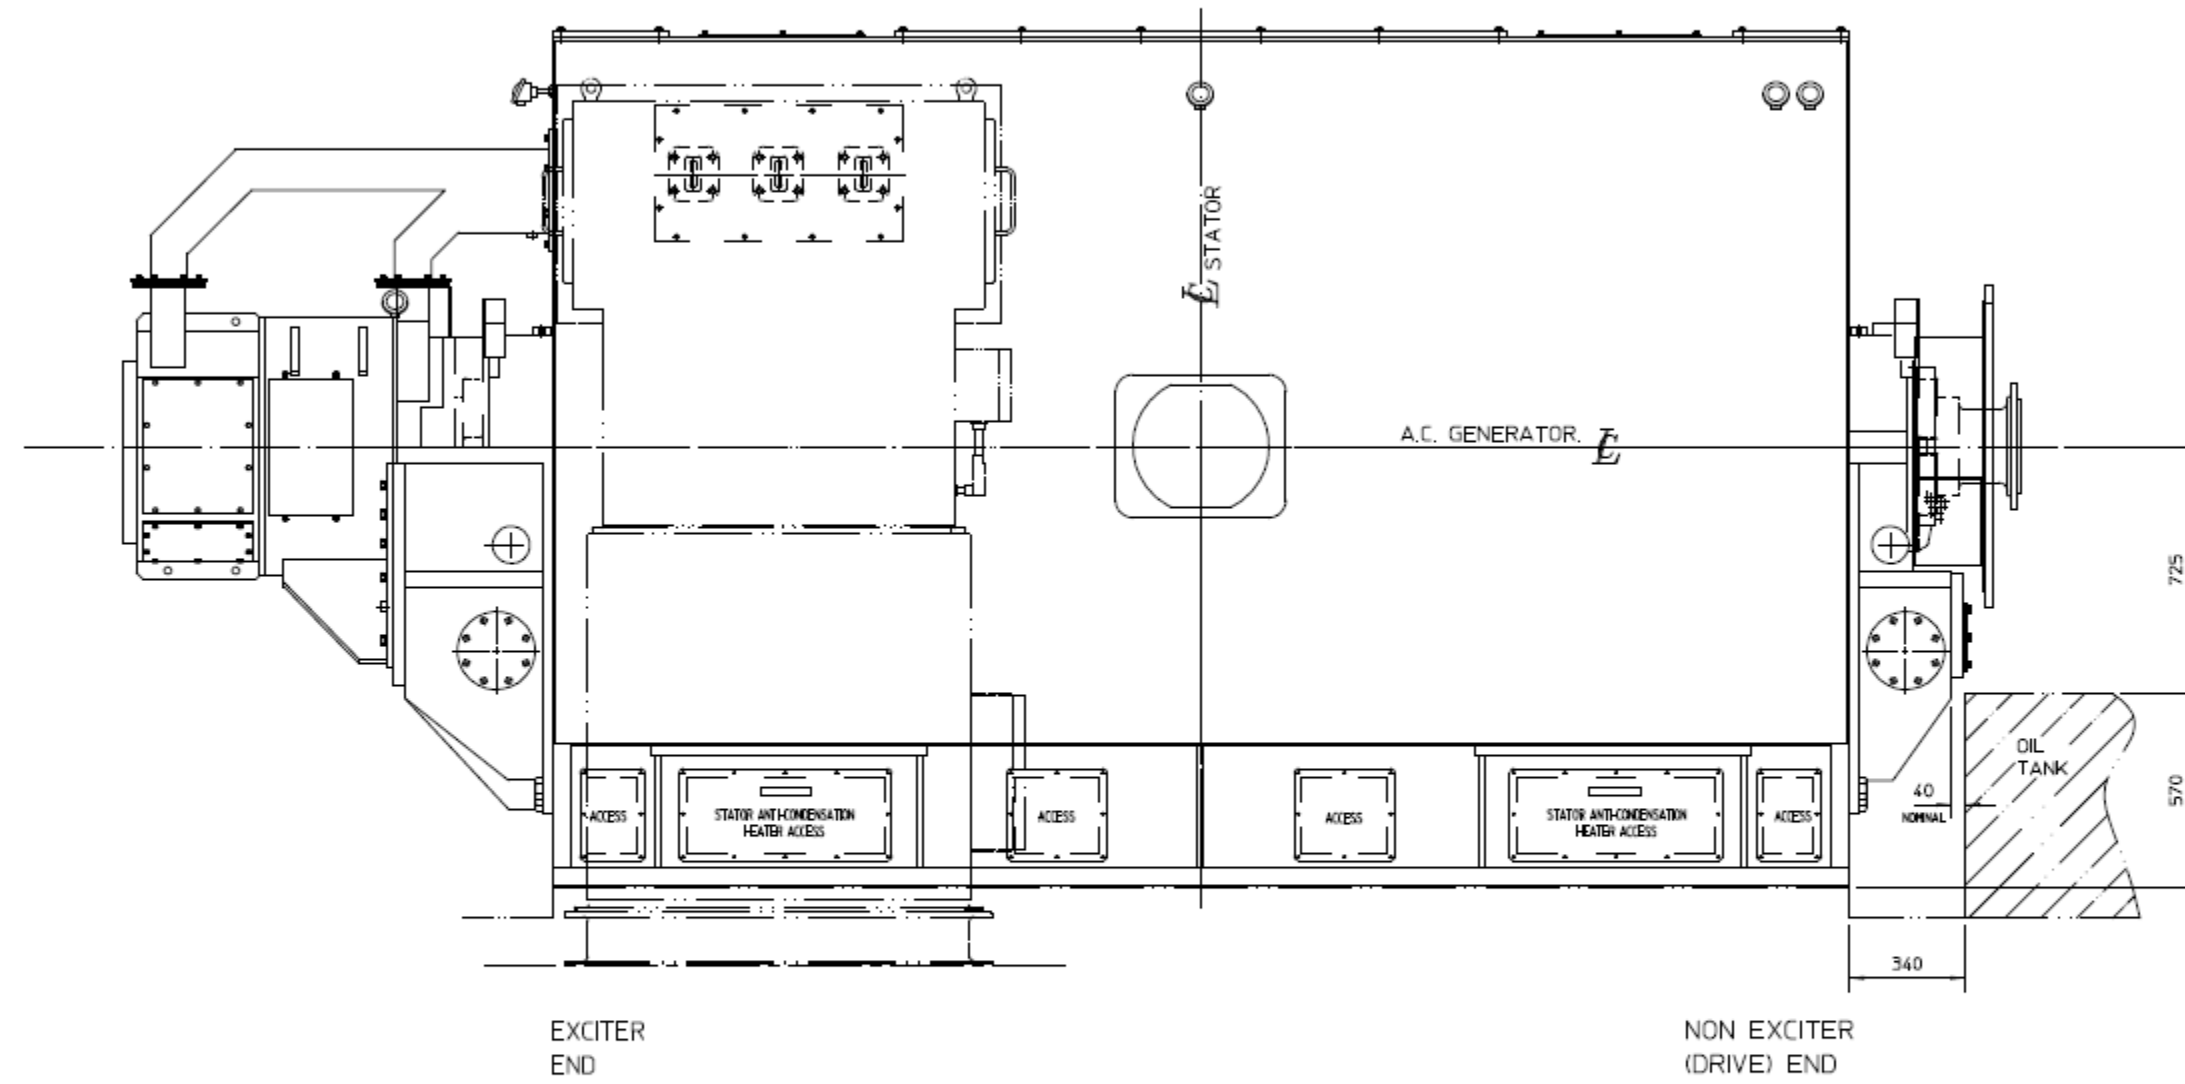 ℄ STATOR
A.C. GENERATOR. ℄
725
OIL
TANK
570
40
NOMINAL
ACCESS
STATOR ANTI-CONDENSATION
HEATER ACCESS
ACCESS
ACCESS
STATOR ANTI-CONDENSATION
HEATER ACCESS
ACCESS
340
EXCITER
END
NON EXCITER
(DRIVE) END